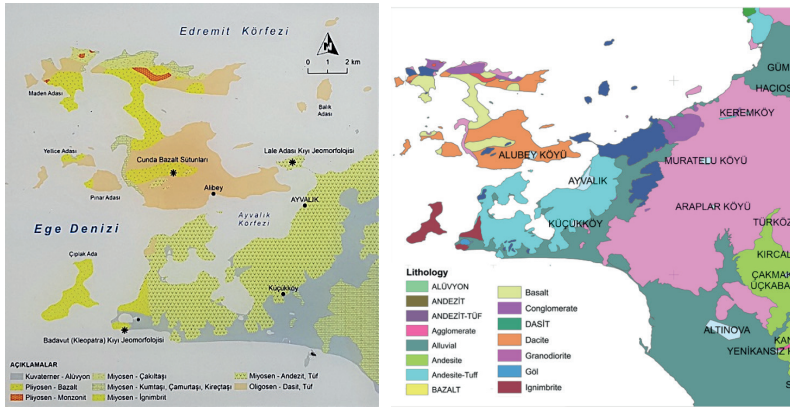 Edremit Körfezi
N
0 1 2 km
Maden Adası
Balık
Adası
Yellice Adası
Cunda Bazalt Sütunları
Lale Adası Kıyı Jeomorfolojisi
Pınar Adası
Alibey
AYVALIK
Ayvalık
Körfezi
Ege Denizi
Çıplak Ada
Küçükköy
Badavut (Kleopatra) Kıyı Jeomorfolojisi
AÇIKLAMALAR
Kuvaterner - Alüvyon
Pliyosen - Bazalt
Pliyosen - Monzonit
Miyosen - Çakıltaşı
Miyosen - Kumtaşı, Çamurtaşı, Kireçtaşı
Miyosen - İgnimbrit
Miyosen - Andezit, Tüf
Oligosen - Dasit, Tüf
GÜM
HACIOS
KEREMKÖY
ALUBEY KÖYÜ
MURATELU KÖYÜ
AYVALIK
KÜÇÜKKÖY
ARAPLAR KÖYÜ
TÜRKÖZ
KIRCAL
ÇAKMAK
ÜÇKABA
ALTINOVA
KAN
YENİKANSIZ K
S
Lithology
ALÜVYON
ANDEZİT
ANDEZİT-TÜF
Agglomerate
Alluvial
Andesite
Andesite-Tuff
BAZALT
Basalt
Conglomerate
DASİT
Dacite
Granodiorite
Göl
Ignimbrite